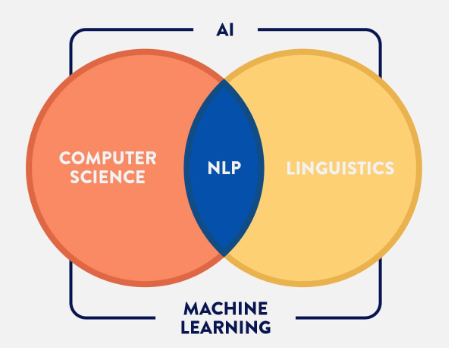 AI
COMPUTER
SCIENCE
NLP
LINGUISTICS
MACHINE
LEARNING